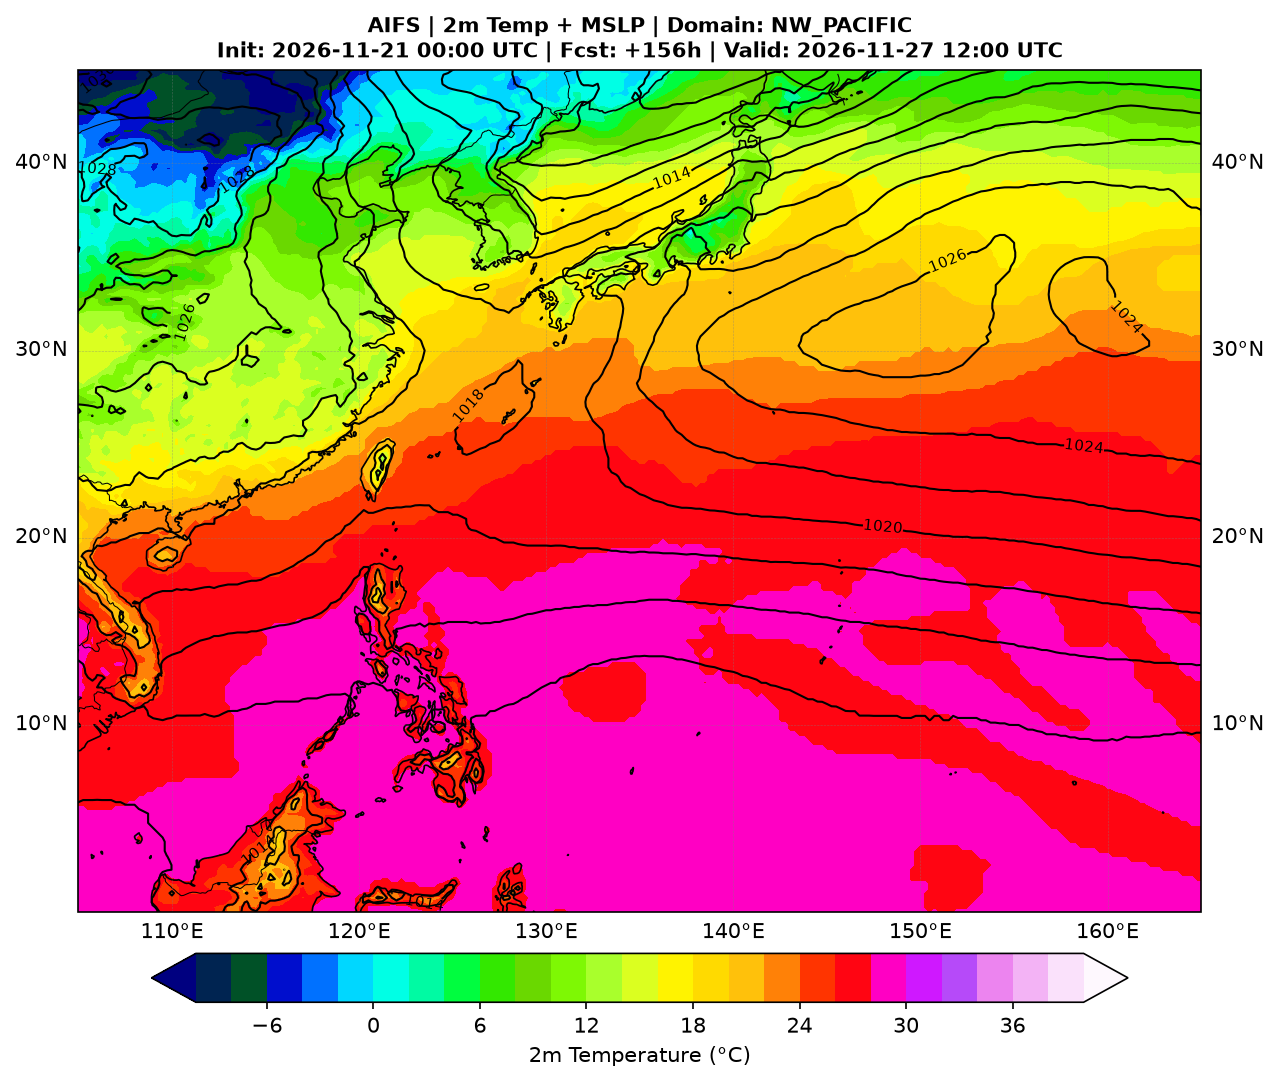 AIFS | 2m Temp + MSLP | Domain: NW_PACIFIC
Init: 2026-11-21 00:00 UTC | Fcst: +156h | Valid: 2026-11-27 12:00 UTC
1028
1028
1014
1026
1026
1024
1018
1024
1020
1014
1014
40°N
30°N
20°N
10°N
40°N
30°N
20°N
10°N
110°E
120°E
130°E
140°E
150°E
160°E
−6
0
6
12
18
24
30
36
2m Temperature (°C)